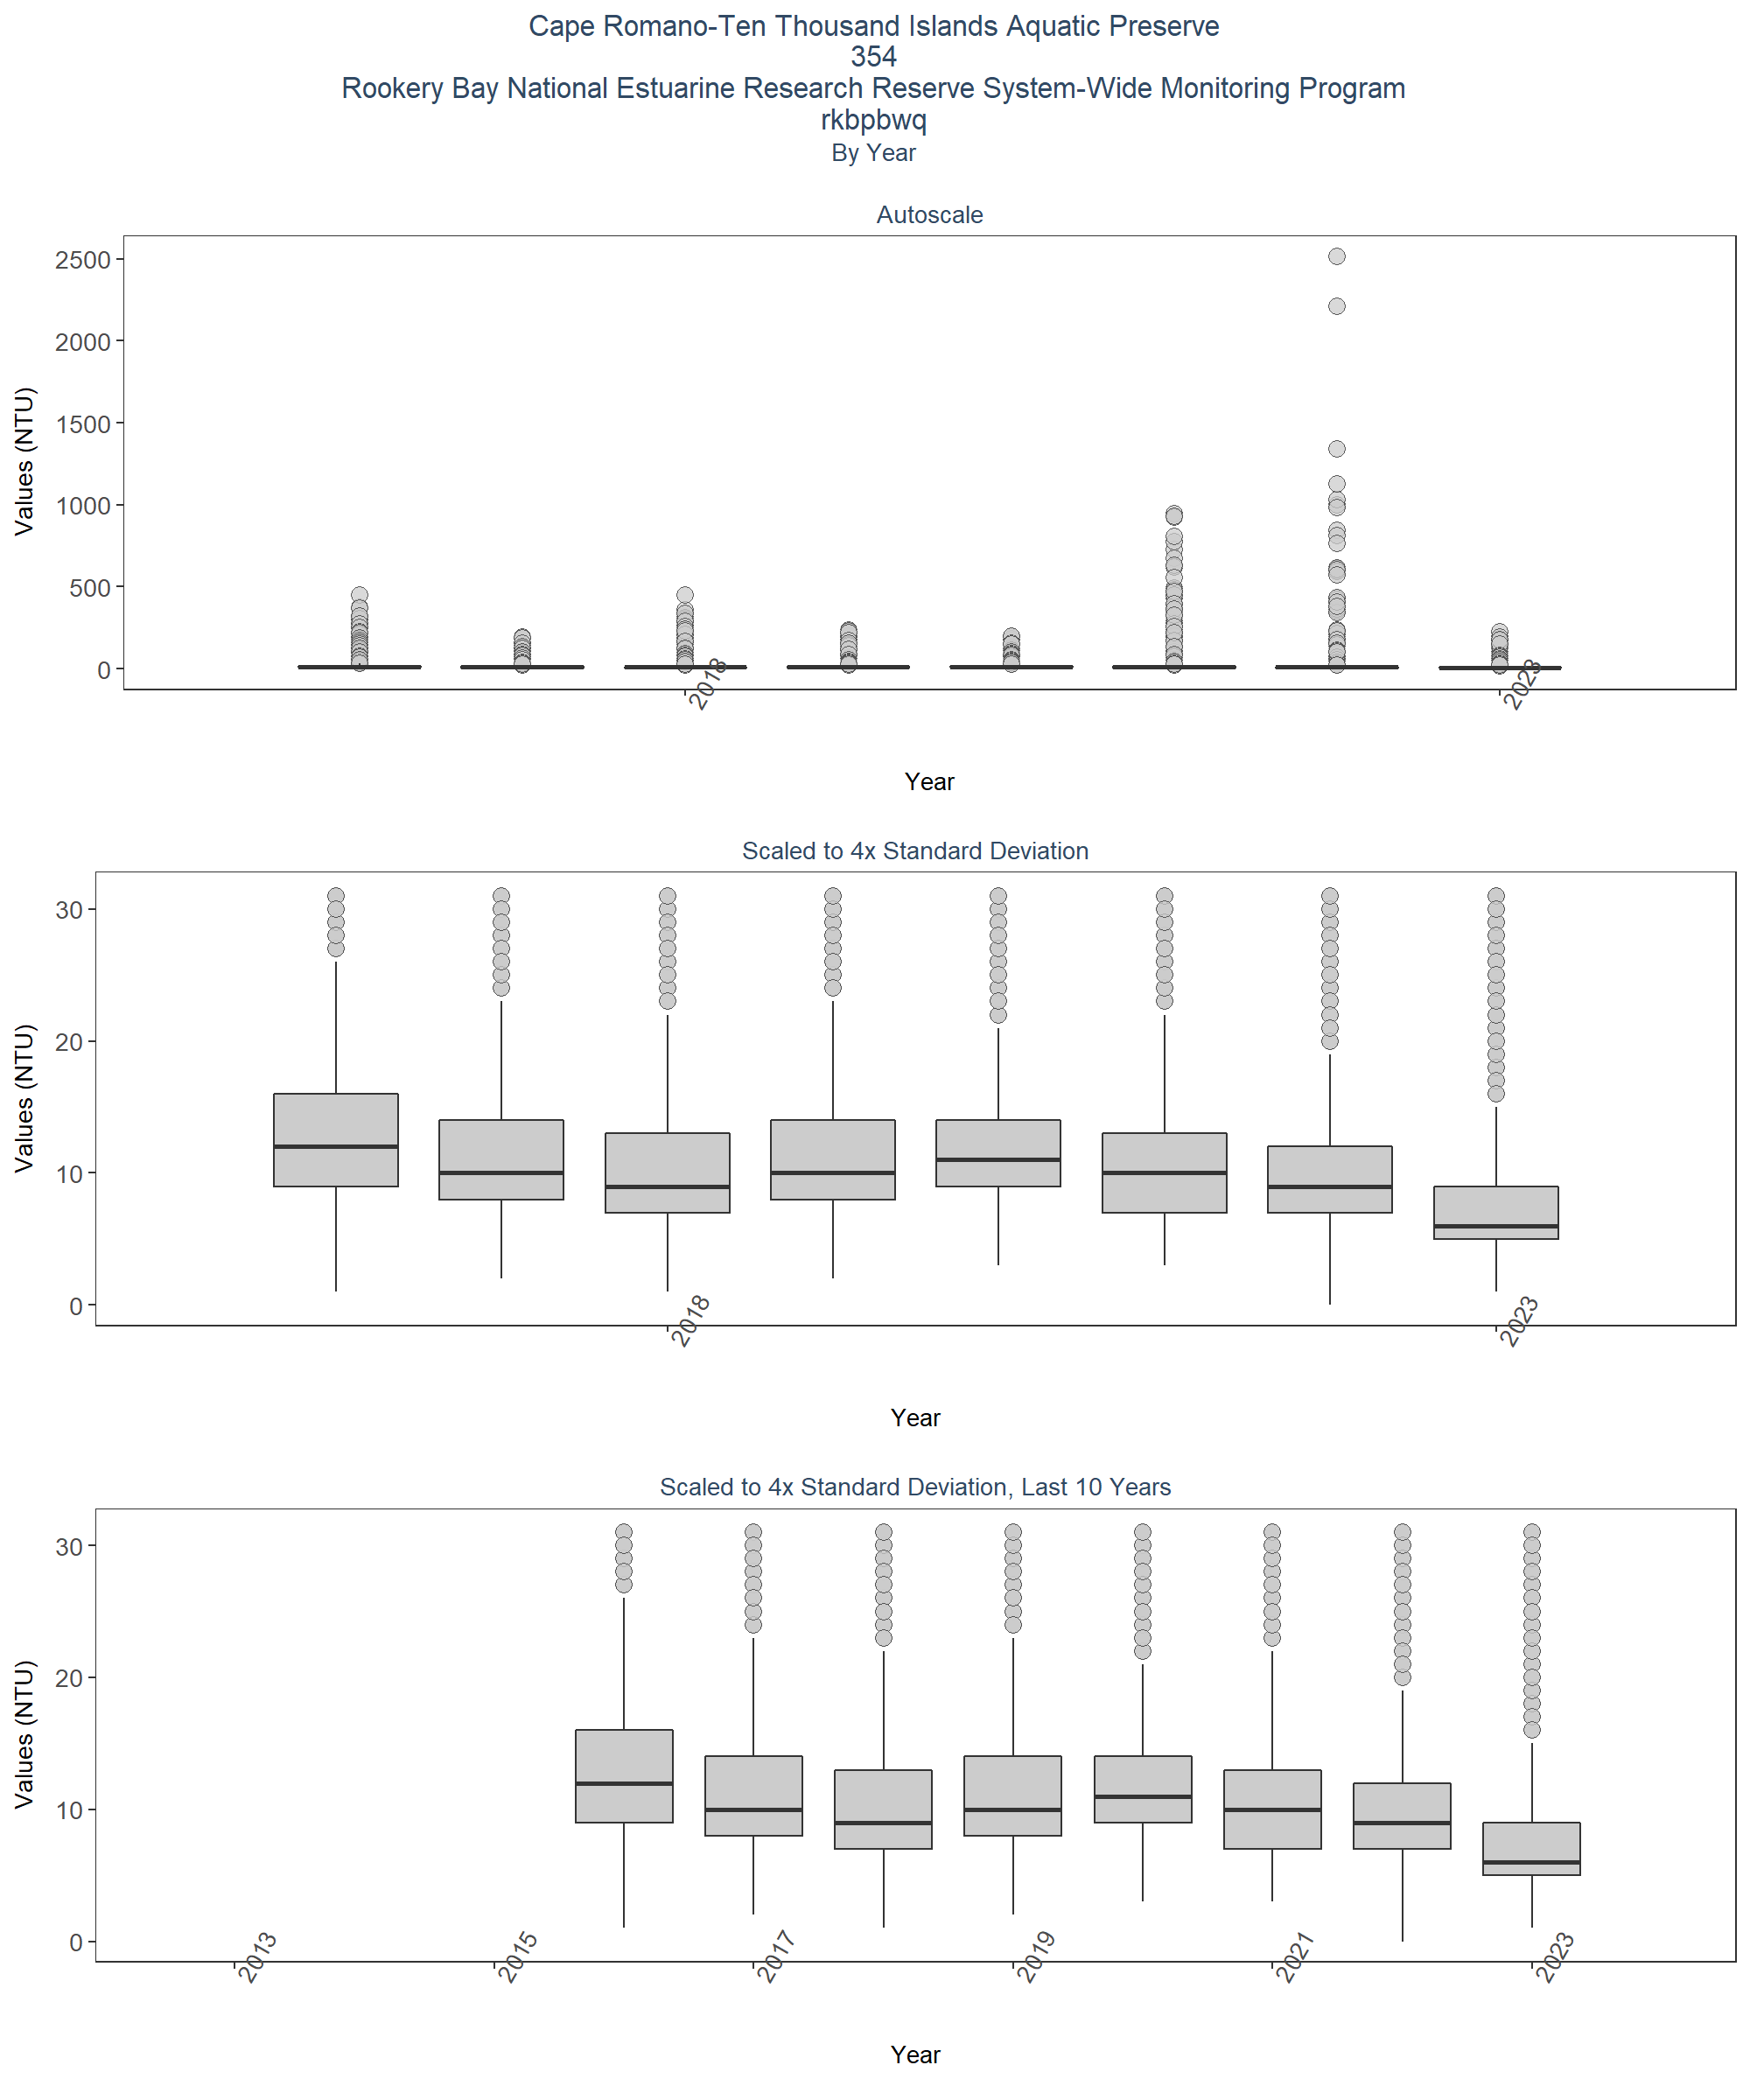 Cape Romano-Ten Thousand Islands Aquatic Preserve
354
Rookery Bay National Estuarine Research Reserve System-Wide Monitoring Program
rkbpbwq
By Year
Autoscale
Values (NTU)
2500
2000
1500
1000
500
0
2018
2023
Year
Scaled to 4x Standard Deviation
Values (NTU)
30
20
10
0
2018
2023
Year
Scaled to 4x Standard Deviation, Last 10 Years
Values (NTU)
30
20
10
0
2013
2015
2017
2019
2021
2023
Year